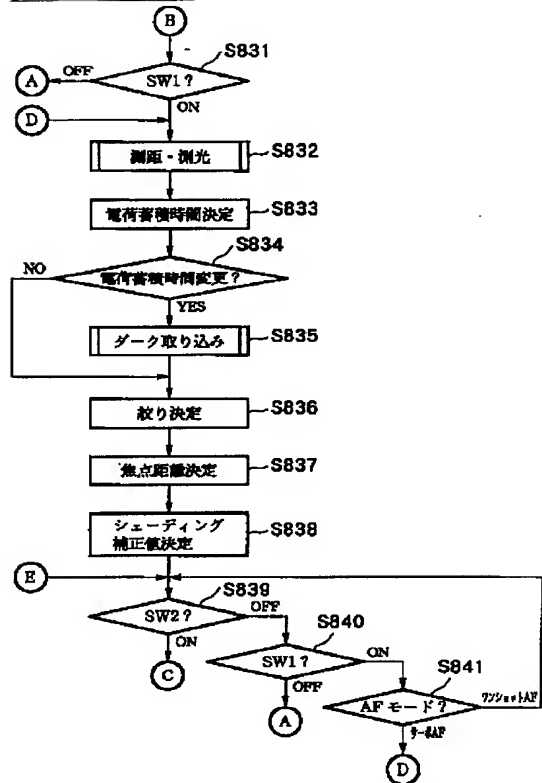 B
S831
A
OFF
SW1?
ON
D
測距・測光
S832
電荷蓄積時間決定
S833
S834
NO
電荷蓄積時間変更?
YES
ダーク取り込み
S835
絞り決定
S836
焦点距離決定
S837
シェーディング
補正値決定
S838
E
S839
SW2?
OFF
ON
C
S840
SW1?
ON
OFF
A
S841
AFモード?
ワンショットAF
サーボAF
D